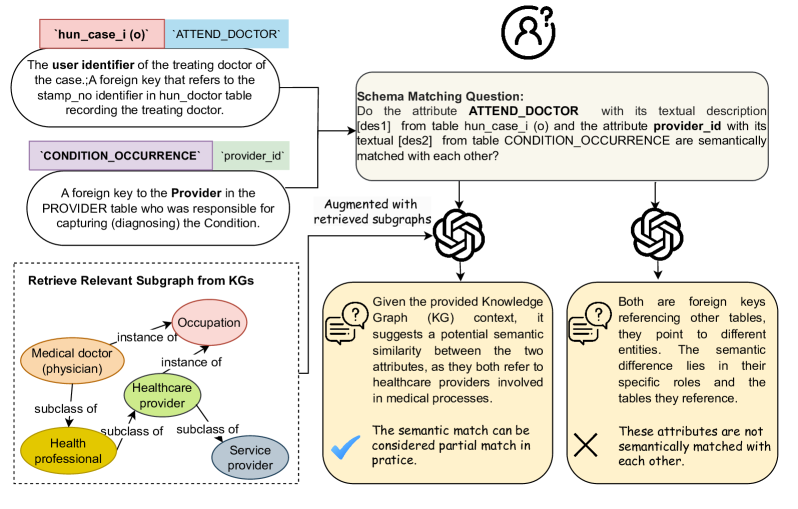 `hun_case_i (o)` `ATTEND_DOCTOR`
The user identifier of the treating doctor of
the case.;A foreign key that refers to the
stamp_no identifier in hun_doctor table
recording the treating doctor.
`CONDITION_OCCURRENCE` `provider_id`
A foreign key to the Provider in the
PROVIDER table who was responsible for
capturing (diagnosing) the Condition.
?
Schema Matching Question:
Do the attribute ATTEND_DOCTOR with its textual description
[des1] from table hun_case_i (o) and the attribute provider_id with its
textual [des2] from table CONDITION_OCCURRENCE are semantically
matched with each other?
Augmented with
retrieved subgraphs
Retrieve Relevant Subgraph from KGs
Occupation
instance of
Medical doctor
(physician)
instance of
Healthcare
provider
subclass of
subclass of
subclass of
Health
professional
Service
provider
?
Given the provided Knowledge
Graph (KG) context, it
suggests a potential semantic
similarity between the two
attributes, as they both refer to
healthcare providers involved
in medical processes.
The semantic match can be
considered partial match in
pratice.
?
Both are foreign keys
referencing other tables,
they point to different
entities. The semantic
difference lies in their
specific roles and the
tables they reference.
These attributes are not
semantically matched with
each other.